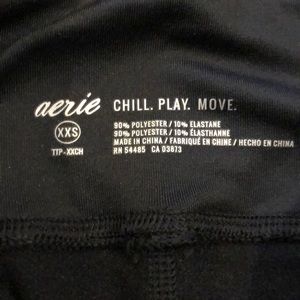 aerie CHILL. PLAY. MOVE.
XXS
TTP-XXCH
90% POLYESTER / 10% ELASTANE
90% POLYESTER / 10% ÉLASTHANNE
MADE IN CHINA / FABRIQUÉ EN CHINE / HECHO EN CHINA
RN 54485 CA 03873